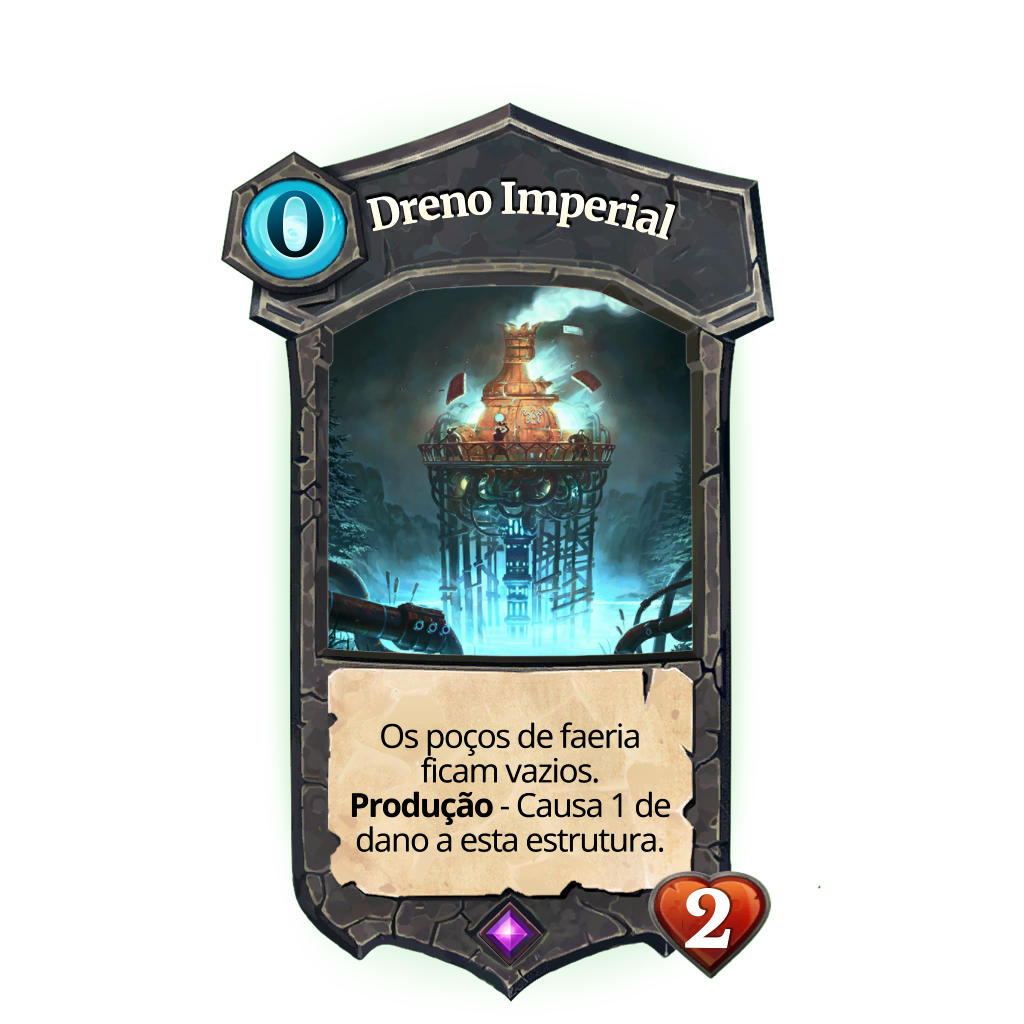 0
Dreno Imperial
Os poços de faeria
ficam vazios.
Produção - Causa 1 de
dano a esta estrutura.
2